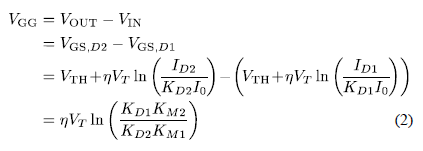 V_GG = V_OUT − V_IN
= V_GS,D2 − V_GS,D1
= V_TH + ηV_T ln (I_D2 / K_D2 I_0) − (V_TH + ηV_T ln (I_D1 / K_D1 I_0))
= ηV_T ln (K_D1 K_M2 / K_D2 K_M1) (2)